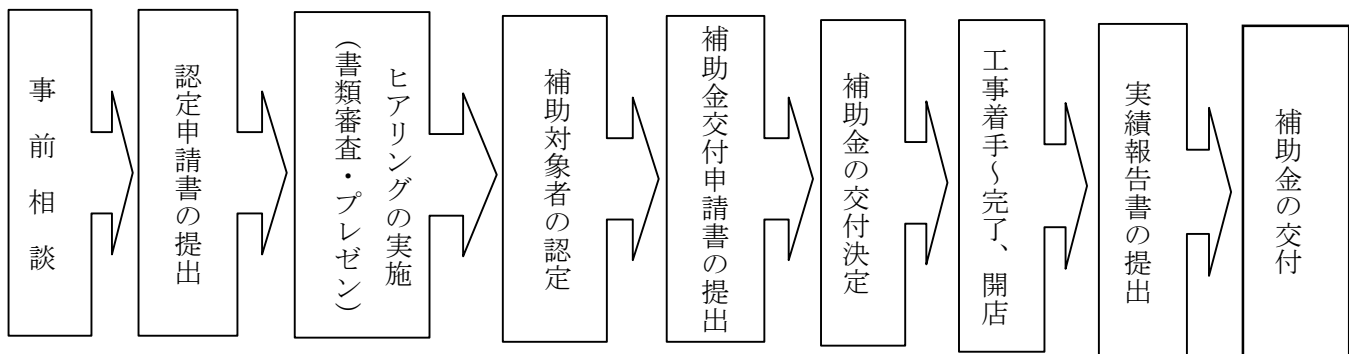 事前相談
認定申請書の提出
ヒアリングの実施
(書類審査・プレゼン)
補助対象者の認定
補助金交付申請書の提出
補助金の交付決定
工事着手~完了、開店
実績報告書の提出
補助金の交付